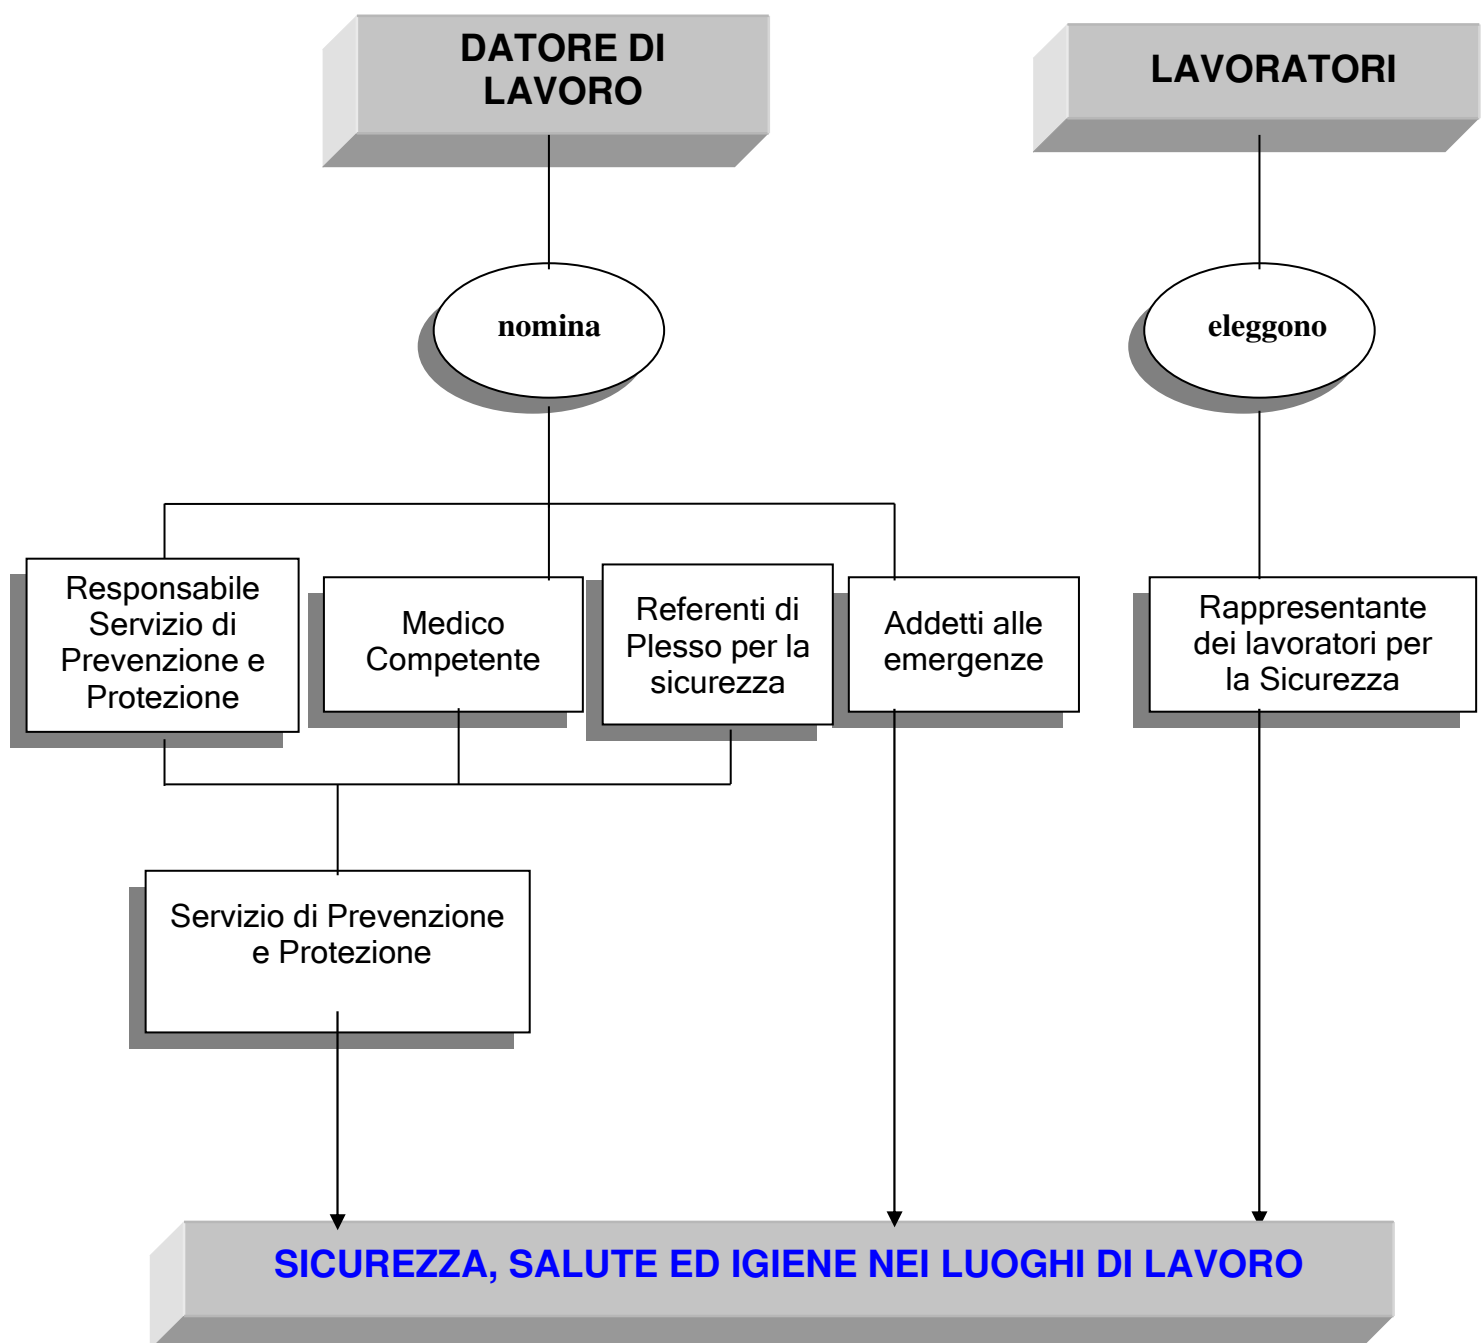 DATORE DI
LAVORO
LAVORATORI
nomina
eleggono
Responsabile
Servizio di
Prevenzione e
Protezione
Medico
Competente
Referenti di
Plesso per la
sicurezza
Addetti alle
emergenze
Rappresentante
dei lavoratori per
la Sicurezza
Servizio di Prevenzione
e Protezione
SICUREZZA, SALUTE ED IGIENE NEI LUOGHI DI LAVORO